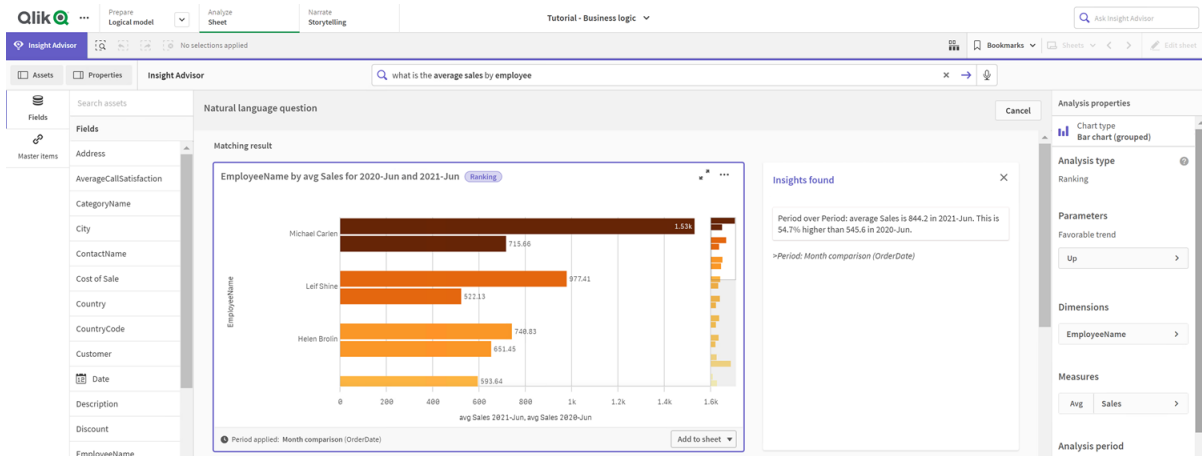 Qlik
Prepare
Logical model
Analyze
Sheet
Narrate
Storytelling
Tutorial - Business logic
Ask Insight Advisor
Insight Advisor
No selections applied
Bookmarks
Sheets
Edit sheet
Assets
Properties
Insight Advisor
what is the average sales by employee
Fields
Master items
Search assets
Fields
Address
AverageCallSatisfaction
CategoryName
City
ContactName
Cost of Sale
Country
CountryCode
Customer
Date
Description
Discount
EmployeeName
Natural language question
Cancel
Matching result
EmployeeName by avg Sales for 2020-Jun and 2021-Jun Ranking
EmployeeName
Michael Carlen
1.53k
715.66
Leif Shine
977.41
522.13
Helen Brolin
740.83
651.45
593.64
0 200 400 600 800 1k 1.2k 1.4k 1.6k
avg Sales 2021-Jun, avg Sales 2020-Jun
Period applied: Month comparison (OrderDate)
Add to sheet
Insights found
Period over Period: average Sales is 844.2 in 2021-Jun. This is
54.7% higher than 545.6 in 2020-Jun.
>Period: Month comparison (OrderDate)
Analysis properties
Chart type
Bar chart (grouped)
Analysis type
Ranking
Parameters
Favorable trend
Up
Dimensions
EmployeeName
Measures
Avg Sales
Analysis period